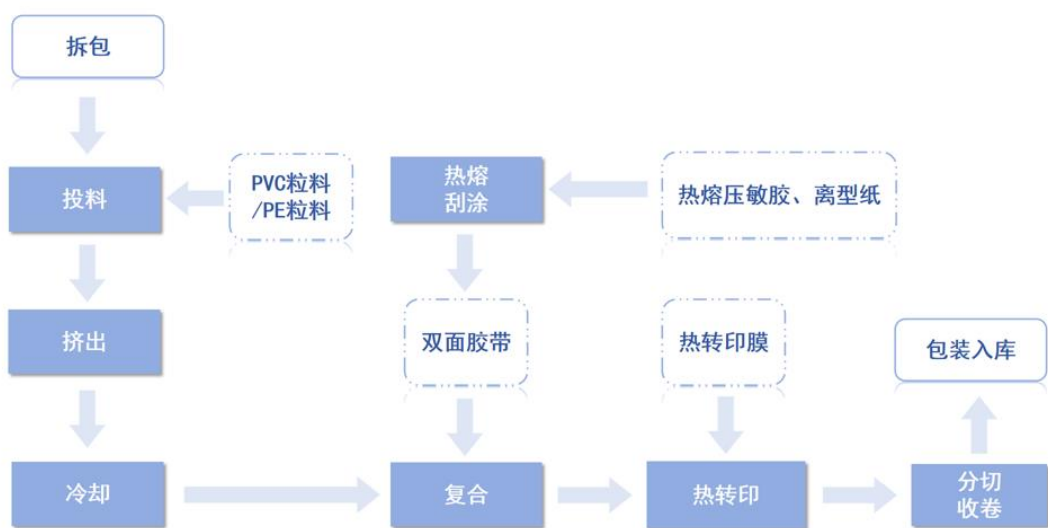 拆包
投料
PVC粒料
/PE粒料
热熔
刮涂
热熔压敏胶、离型纸
挤出
双面胶带
热转印膜
包装入库
冷却
复合
热转印
分切
收卷